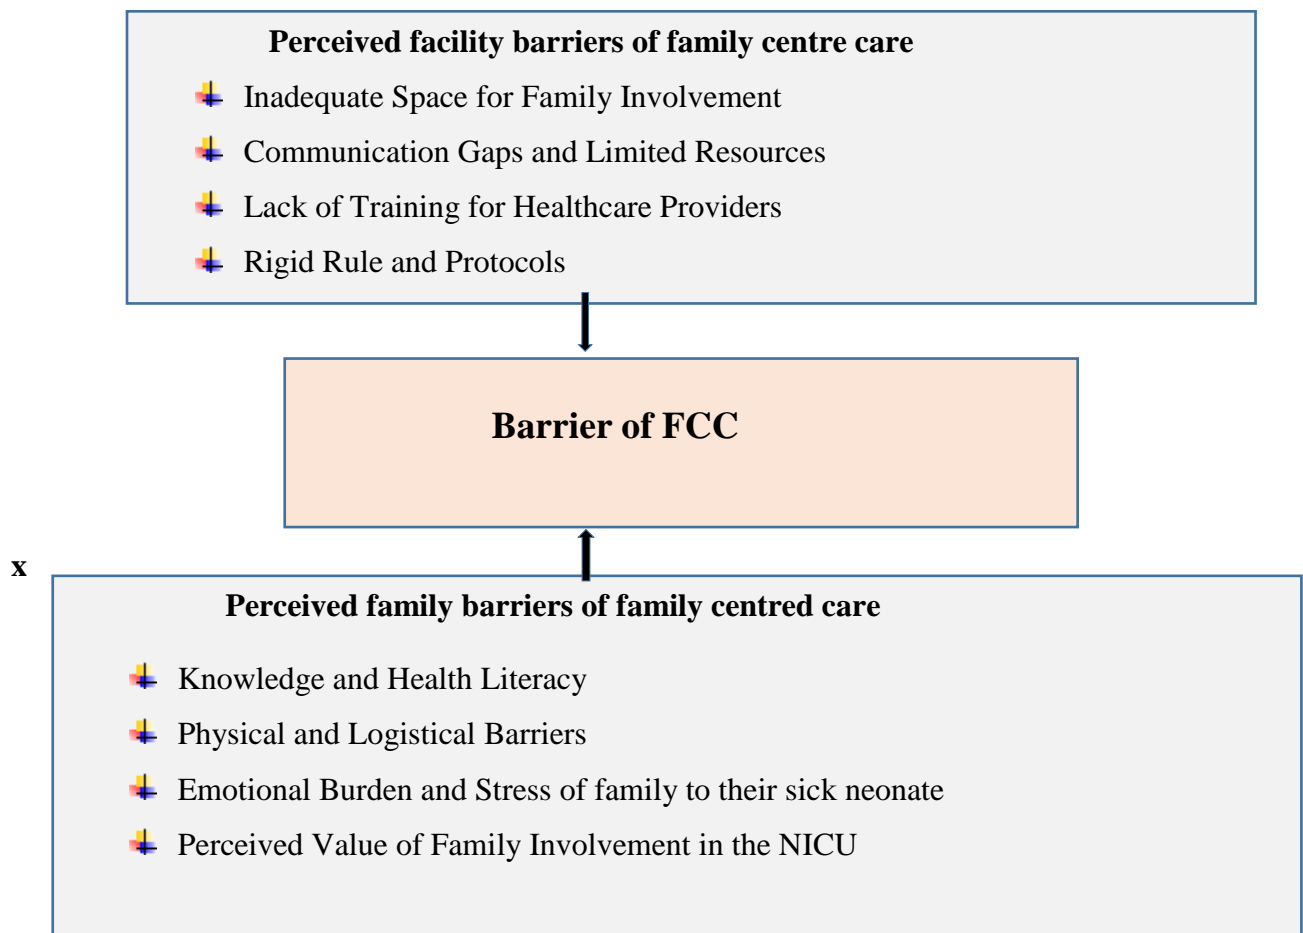 Perceived facility barriers of family centre care
Inadequate Space for Family Involvement
Communication Gaps and Limited Resources
Lack of Training for Healthcare Providers
Rigid Rule and Protocols
Barrier of FCC
x
Perceived family barriers of family centred care
Knowledge and Health Literacy
Physical and Logistical Barriers
Emotional Burden and Stress of family to their sick neonate
Perceived Value of Family Involvement in the NICU